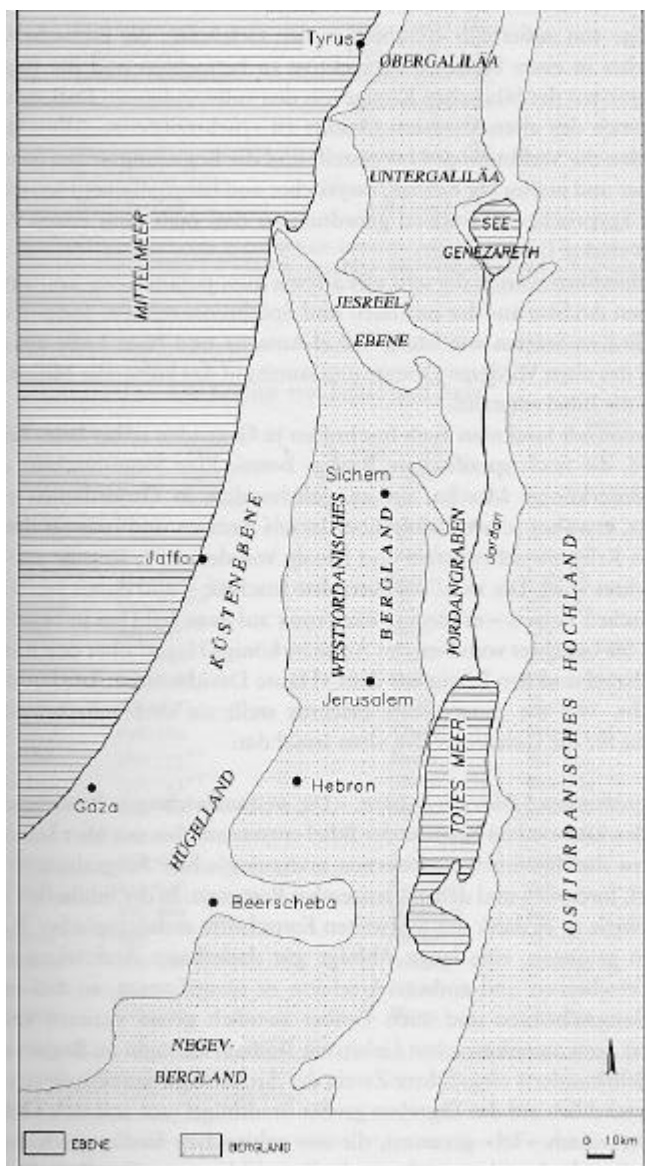 Tyrus
OBERGALILÄA
UNTERGALILÄA
SEE
GENEZARETH
MITTELMEER
JESREEL
EBENE
Sichem
Jordan
Jaffa
KÜSTENEBENE
WESTJORDANISCHES
BERGLAND
JORDANGRABEN
OSTJORDANISCHES HOCHLAND
Jerusalem
TOTES MEER
Hebron
Gaza
HÜGELLAND
Beerscheba
NEGEV-
BERGLAND
EBENE
BERGLAND
0 10km